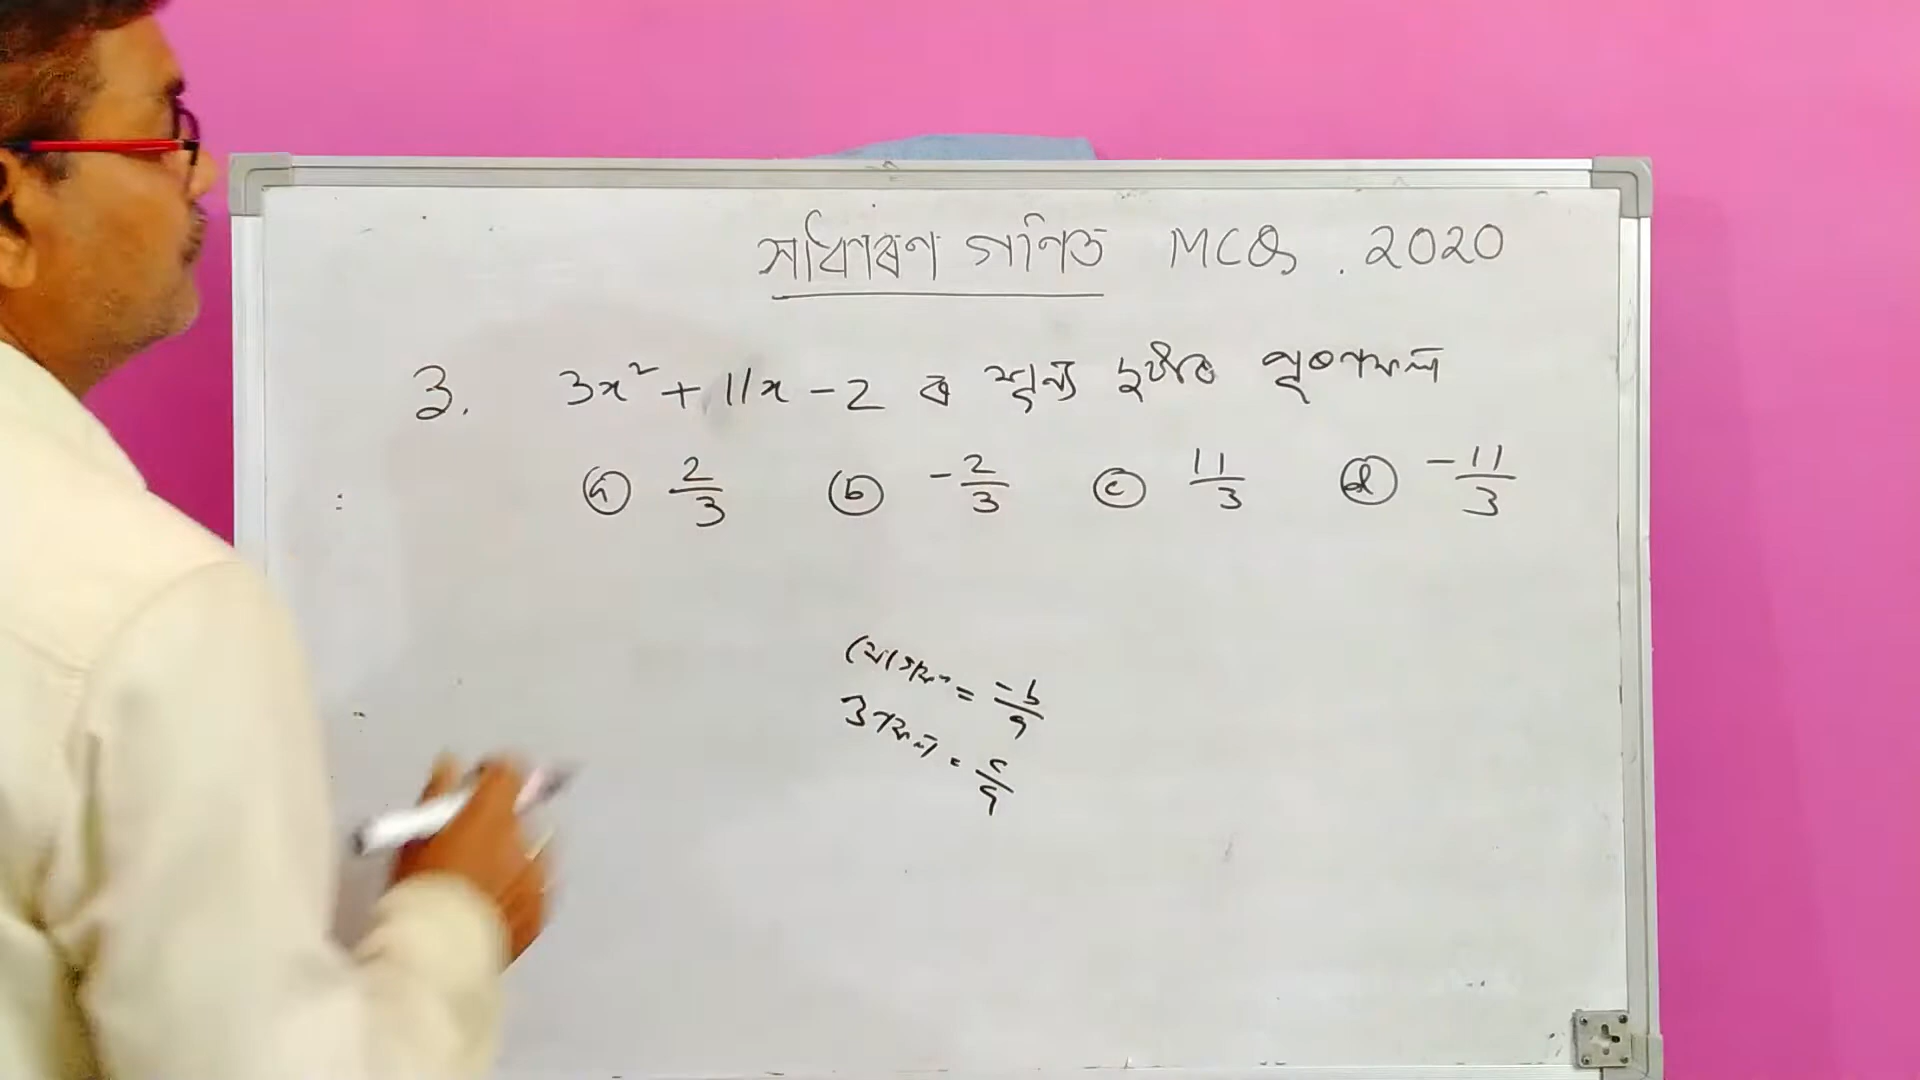 সাধাৰণ গণিত MCQ . 2020
3. 3x² + 11x - 2 ৰ শূন্য দুটাৰ পূৰণফল
ⓐ 2/3 ⓑ -2/3 ⓒ 11/3 ⓓ -11/3
যোগফল = -b/a
পূৰণফল = c/a